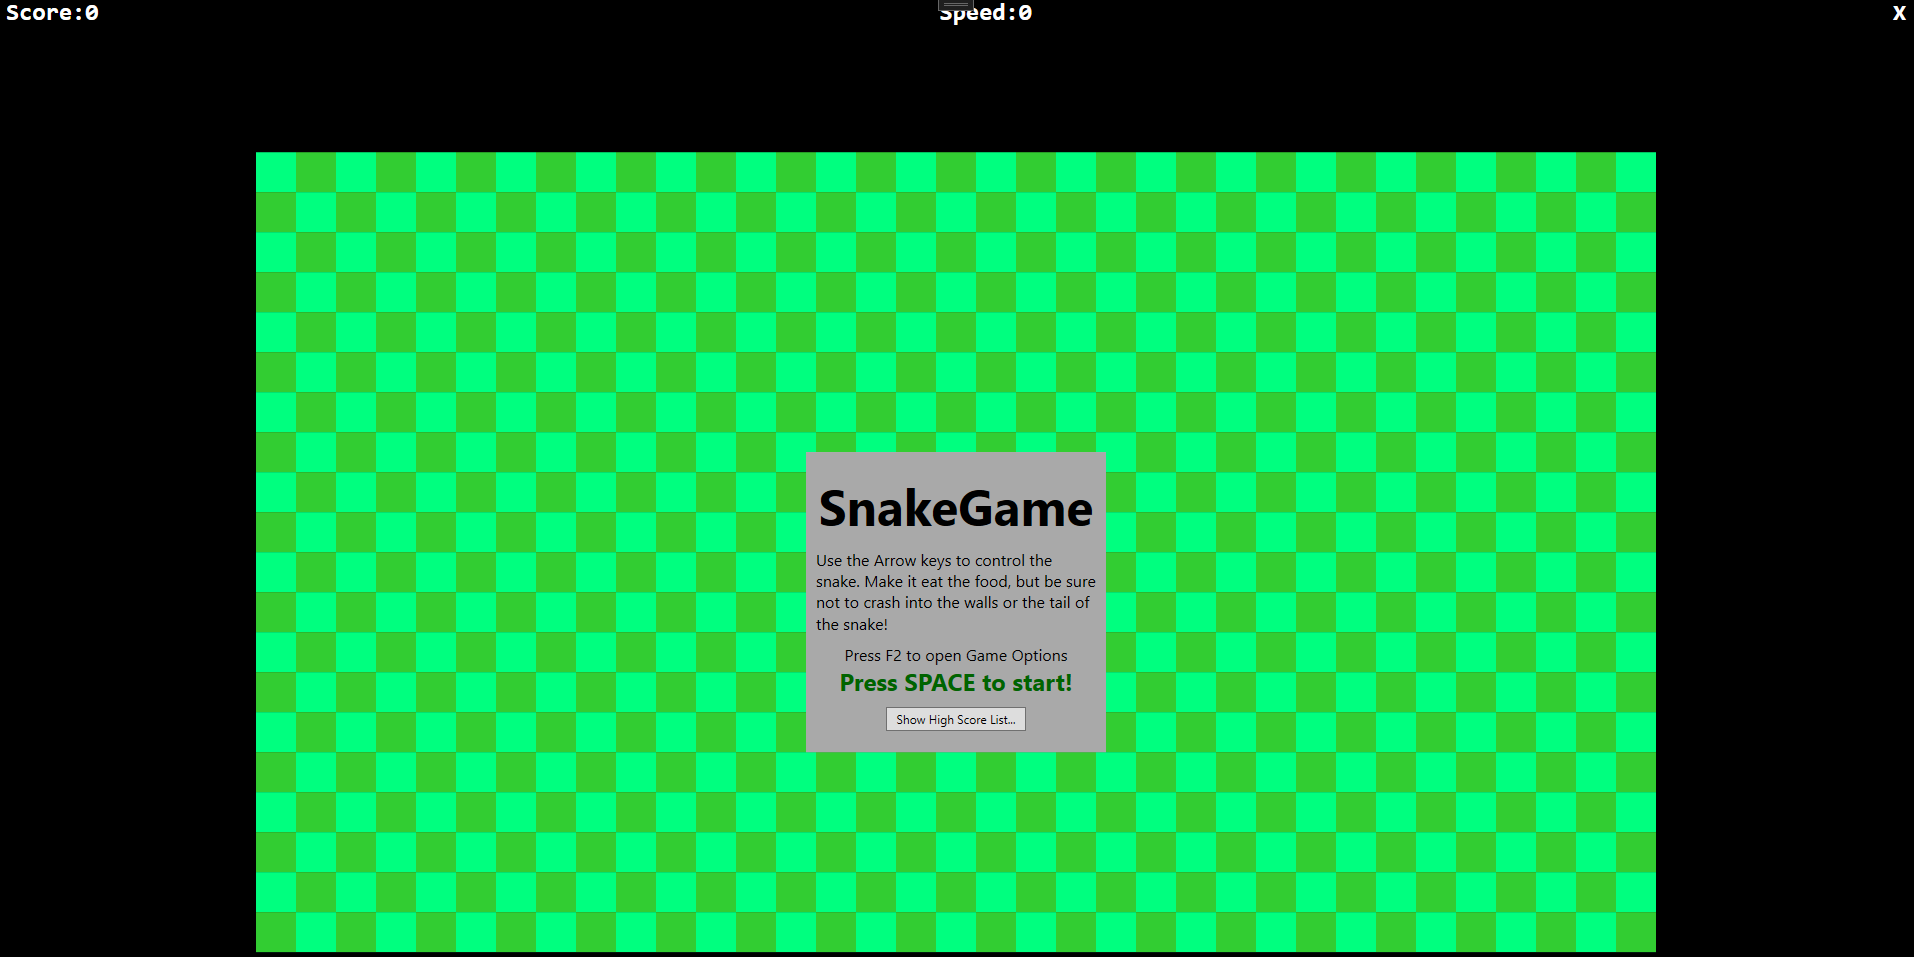 Score:0
Speed:0
X
SnakeGame
Use the Arrow keys to control the
snake. Make it eat the food, but be sure
not to crash into the walls or the tail of
the snake!
Press F2 to open Game Options
Press SPACE to start!
Show High Score List...